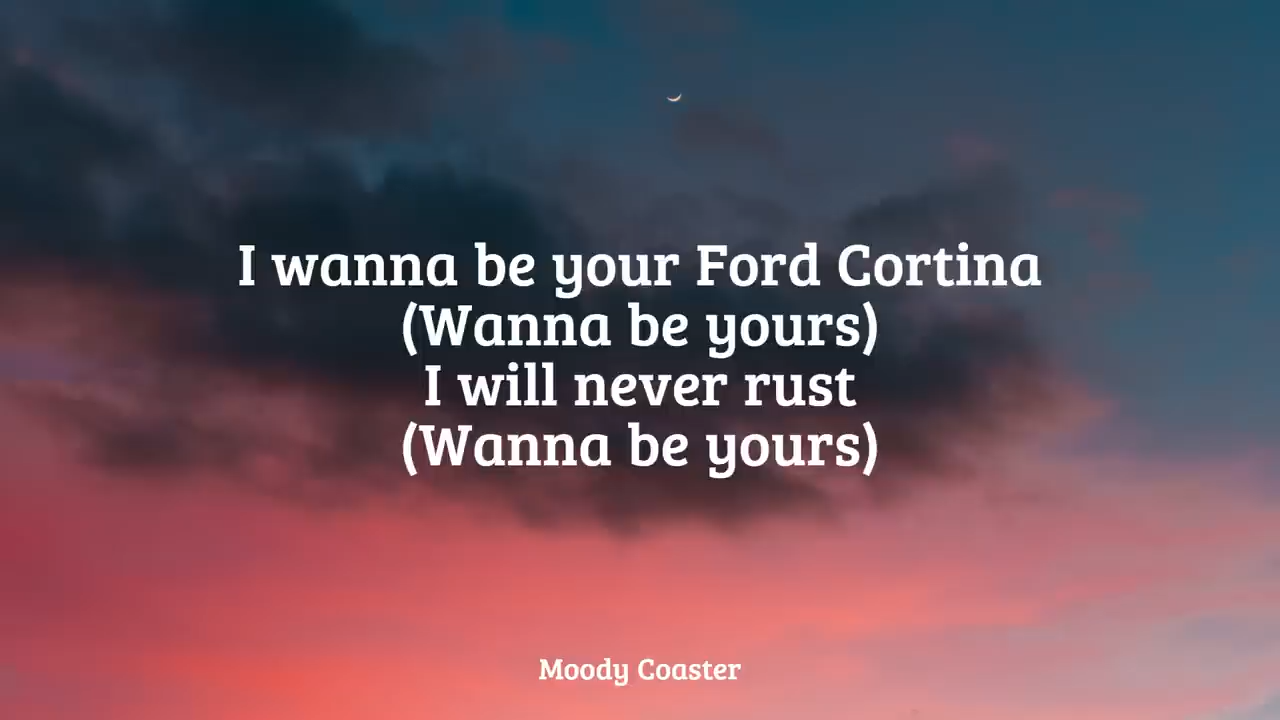 I wanna be your Ford Cortina
(Wanna be yours)
I will never rust
(Wanna be yours)
Moody Coaster